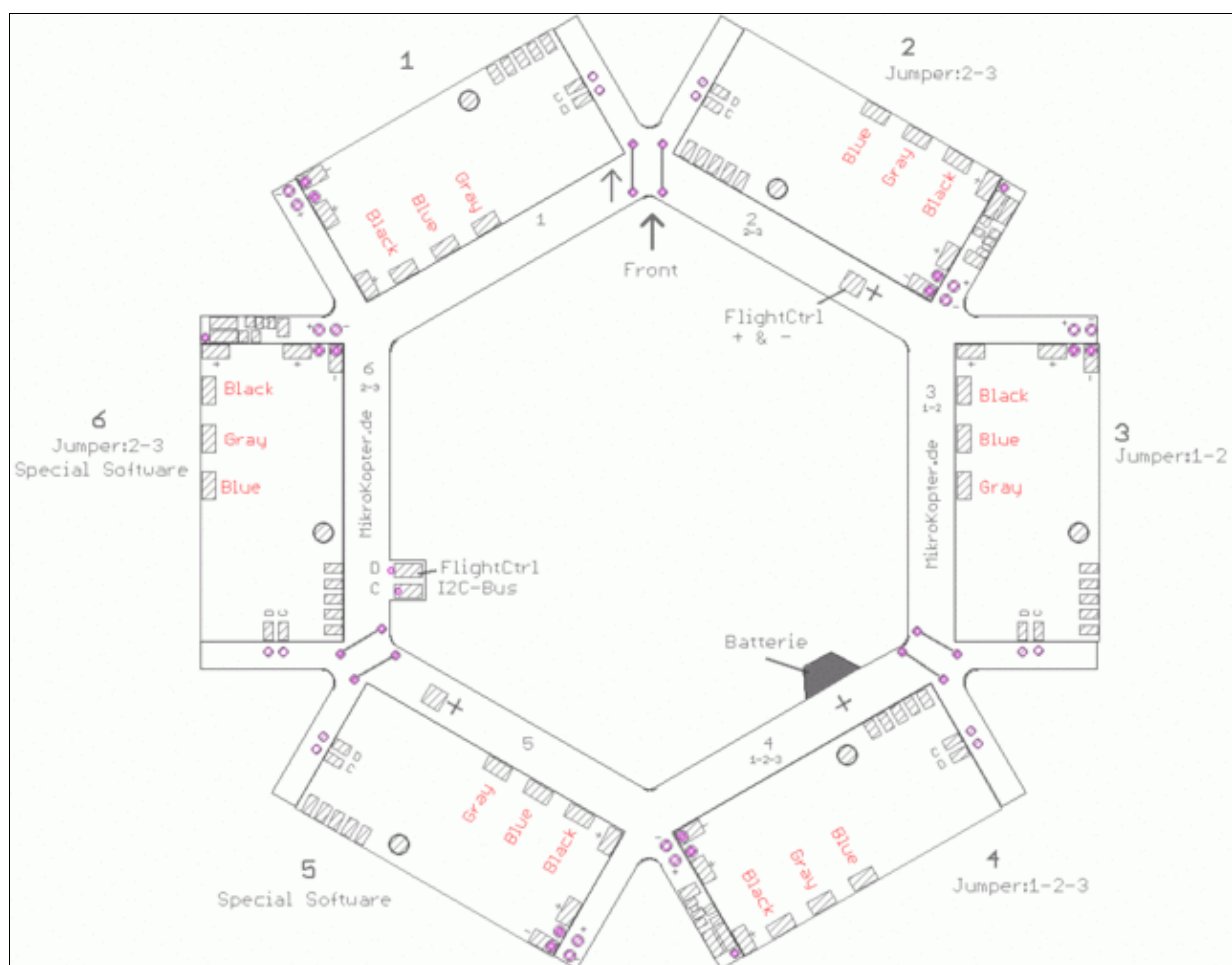 1
2
Jumper:2-3
D
C
D
C
Blue
Gray
Black
Gray
Blue
Black
1
2
2-3
Front
FlightCtrl
+ & -
6
2-3
3
1-2
MikroKopter.de
MikroKopter.de
Black
Gray
Blue
Black
Blue
Gray
6
Jumper:2-3
Special Software
3
Jumper:1-2
D
C
FlightCtrl
I2C-Bus
D
C
D
C
Batterie
5
4
1-2-3
D
C
C
D
Gray
Blue
Black
Blue
Gray
Black
5
Special Software
4
Jumper:1-2-3